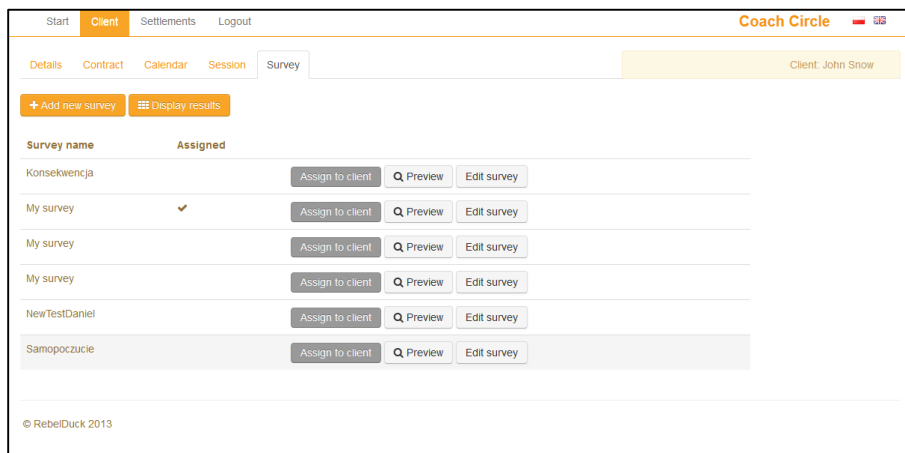 Start Client Settlements Logout Coach Circle
Details Contract Calendar Session Survey Client: John Snow
Add new survey Display results
Survey name Assigned
Konsekwencja Assign to client Preview Edit survey
My survey Assign to client Preview Edit survey
My survey Assign to client Preview Edit survey
My survey Assign to client Preview Edit survey
NewTestDaniel Assign to client Preview Edit survey
Samopoczucie Assign to client Preview Edit survey
© RebelDuck 2013